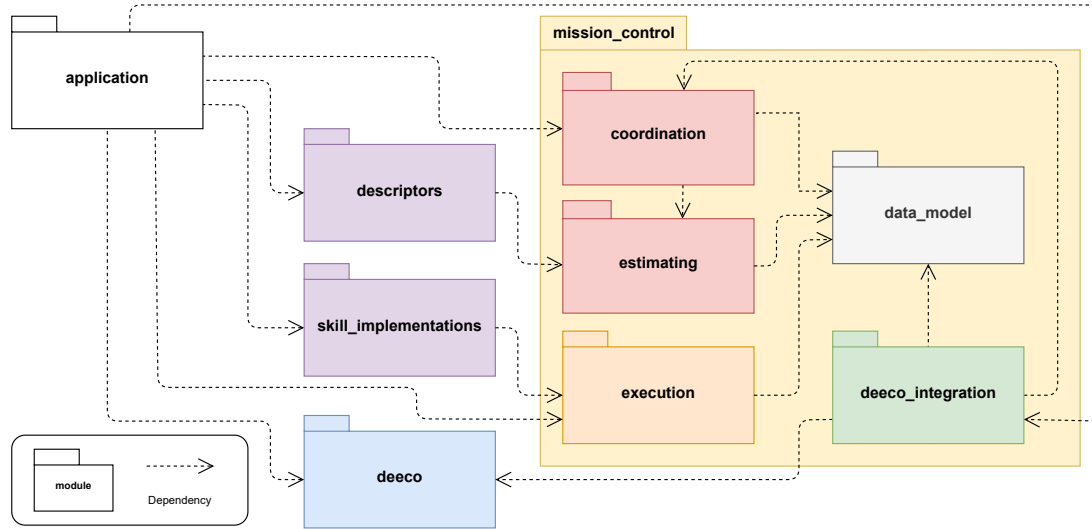 mission_control
application
coordination
descriptors
data_model
estimating
skill_implementations
execution
deeco_integration
deeco
module
Dependency